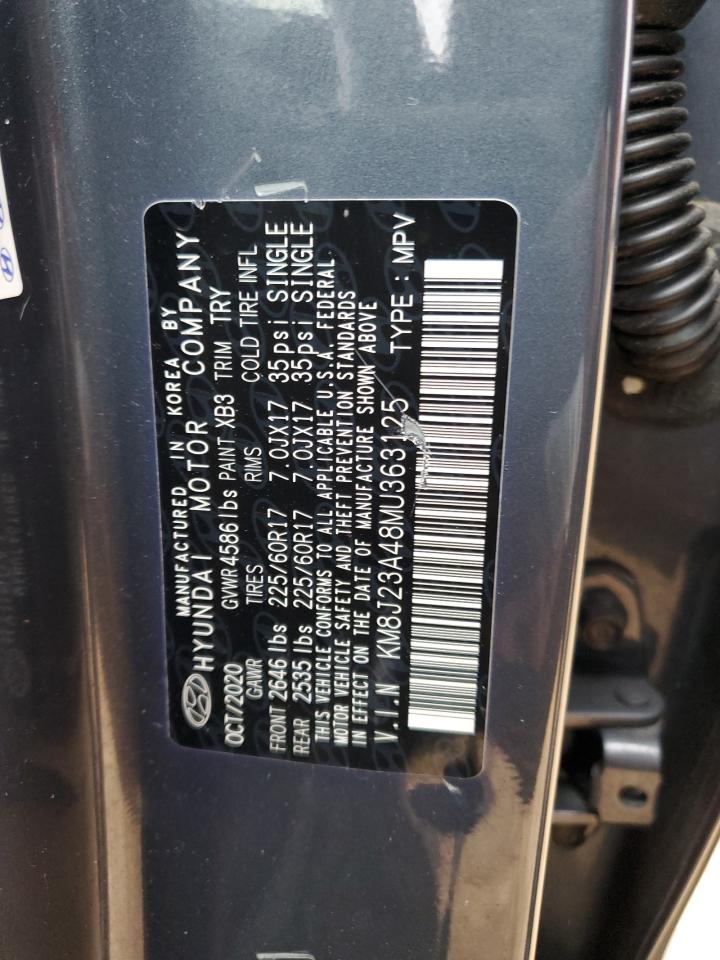 MANUFACTURED IN KOREA BY
HYUNDAI MOTOR COMPANY
OCT/2020 GVWR 4586 lbs PAINT XB3 TRIM TRY
GAWR TIRES RIMS COLD TIRE INFL
FRONT 2646 lbs 225/60R17 7.0JX17 35psi SINGLE
REAR 2535 lbs 225/60R17 7.0JX17 35psi SINGLE
THIS VEHICLE CONFORMS TO ALL APPLICABLE U.S.A. FEDERAL
MOTOR VEHICLE SAFETY AND THEFT PREVENTION STANDARDS
IN EFFECT ON THE DATE OF MANUFACTURE SHOWN ABOVE
V.I.N KM8J23A48MU363125 TYPE : MPV